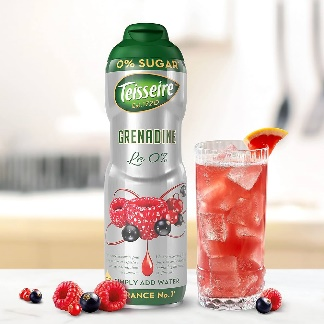 0% SUGAR
Teisseire
GRENADINE
Le 0%
SIMPLY ADD WATER
FRANCE No.1*